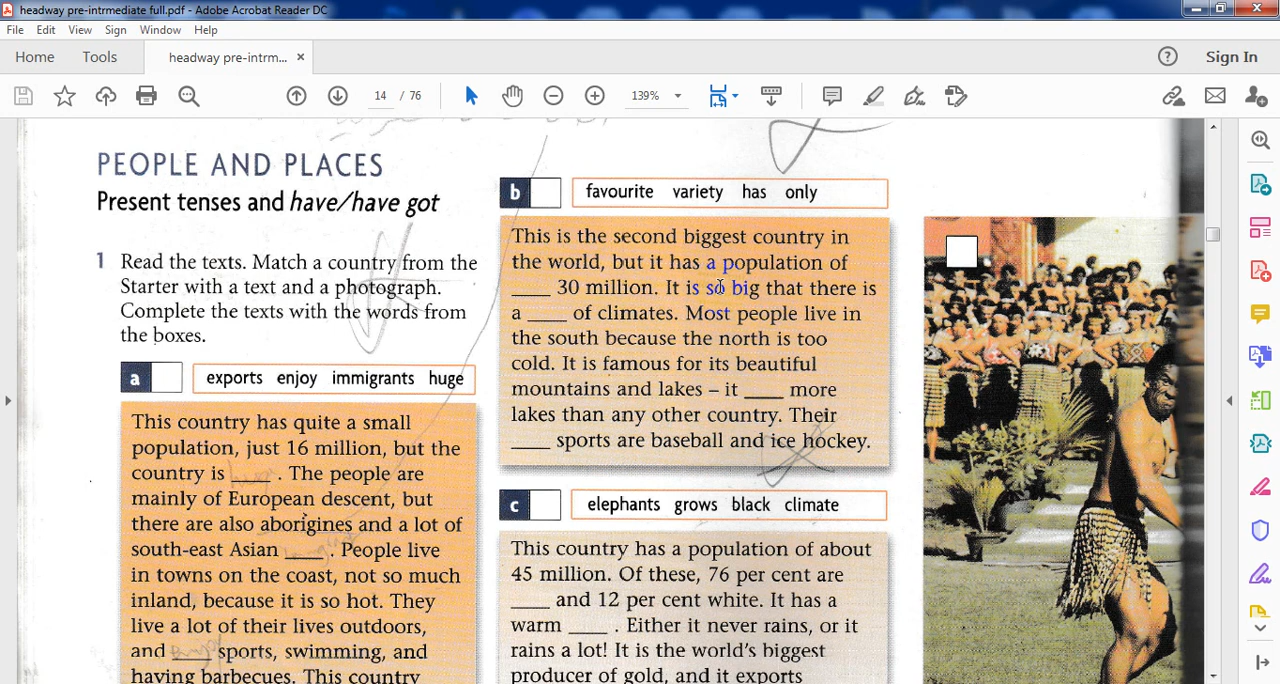 headway pre-intrmediate full.pdf - Adobe Acrobat Reader DC
File Edit View Sign Window Help
Home Tools headway pre-intrm... ×
Sign In
14 / 76
139%
PEOPLE AND PLACES
Present tenses and have/have got
1 Read the texts. Match a country from the
Starter with a text and a photograph.
Complete the texts with the words from
the boxes.
a exports enjoy immigrants huge
This country has quite a small
population, just 16 million, but the
country is ____ . The people are
mainly of European descent, but
there are also aborigines and a lot of
south-east Asian ____ . People live
in towns on the coast, not so much
inland, because it is so hot. They
live a lot of their lives outdoors,
and ____ sports, swimming, and
having barbecues. This country
b favourite variety has only
This is the second biggest country in
the world, but it has a population of
____ 30 million. It is so big that there is
a ____ of climates. Most people live in
the south because the north is too
cold. It is famous for its beautiful
mountains and lakes – it ____ more
lakes than any other country. Their
____ sports are baseball and ice hockey.
c elephants grows black climate
This country has a population of about
45 million. Of these, 76 per cent are
____ and 12 per cent white. It has a
warm ____ . Either it never rains, or it
rains a lot! It is the world's biggest
producer of gold, and it exports